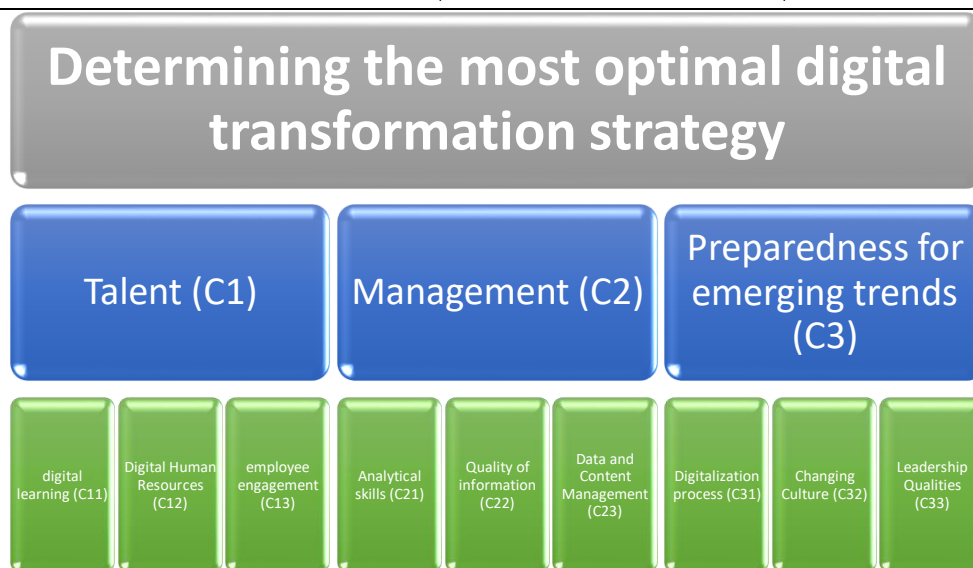 Determining the most optimal digital
transformation strategy
Talent (C1)
Management (C2)
Preparedness for
emerging trends
(C3)
digital
learning (C11)
Digital Human
Resources
(C12)
employee
engagement
(C13)
Analytical
skills (C21)
Quality of
information
(C22)
Data and
Content
Management
(C23)
Digitalization
process (C31)
Changing
Culture (C32)
Leadership
Qualities
(C33)